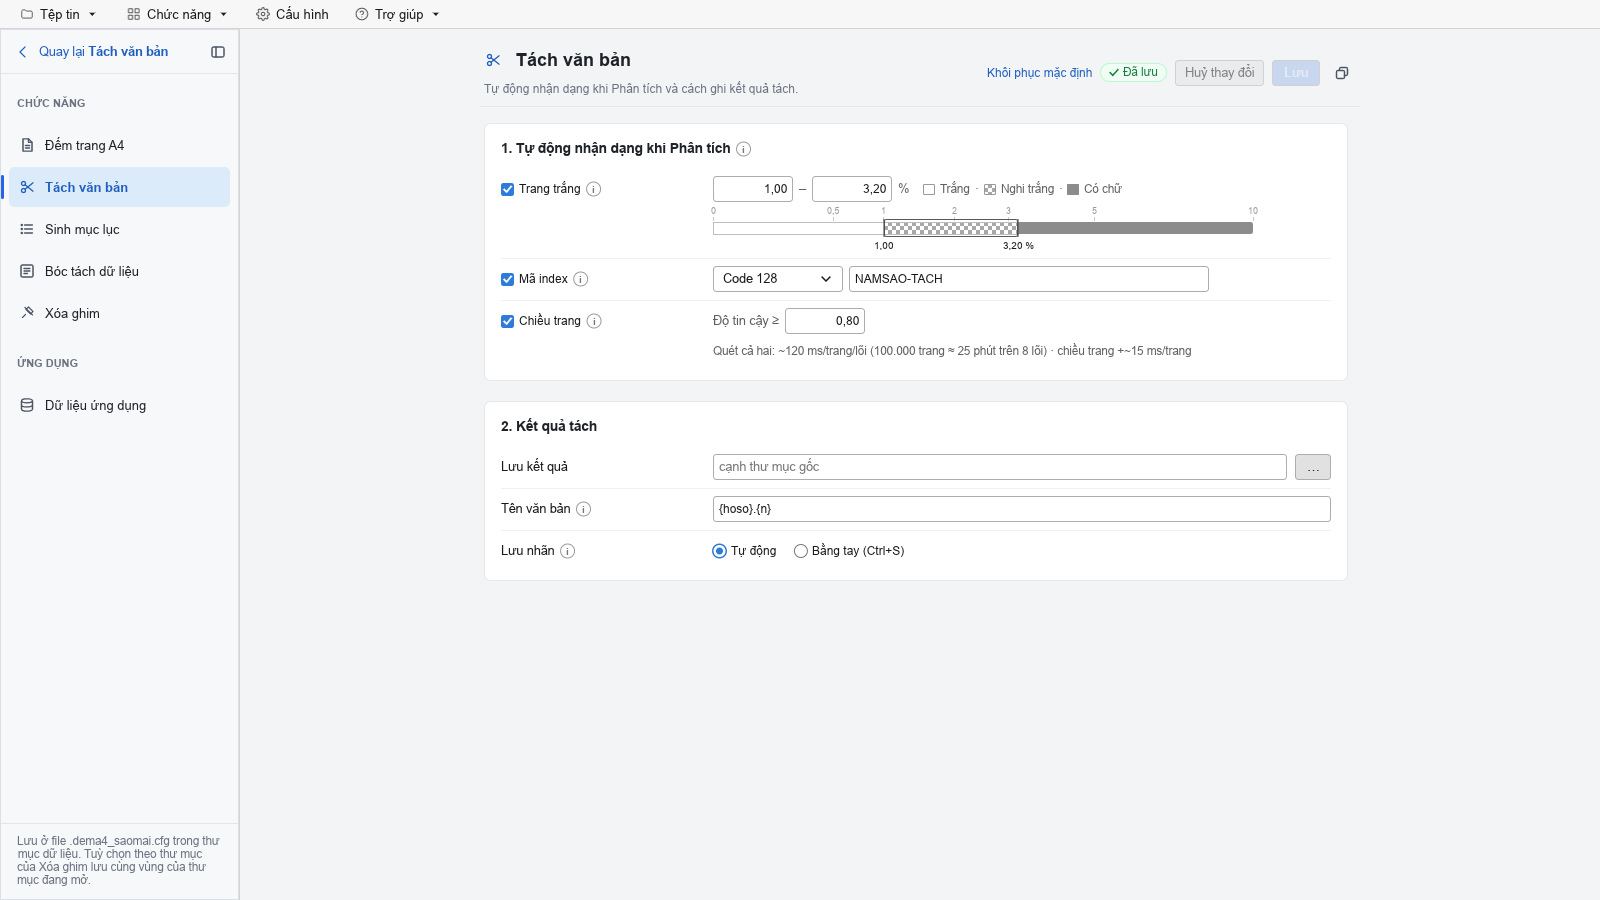 Tệp tin
Chức năng
Cấu hình
Trợ giúp
Quay lại Tách văn bản
CHỨC NĂNG
Đếm trang A4
Tách văn bản
Sinh mục lục
Bóc tách dữ liệu
Xóa ghim
ỨNG DỤNG
Dữ liệu ứng dụng
Lưu ở file .dema4_saomai.cfg trong thư
mục dữ liệu. Tuỳ chọn theo thư mục
của Xóa ghim lưu cùng vùng của thư
mục đang mở.
Tách văn bản
Tự động nhận dạng khi Phân tích và cách ghi kết quả tách.
Khôi phục mặc định
Đã lưu
Huỷ thay đổi
Lưu
1. Tự động nhận dạng khi Phân tích
Trang trắng
1,00 – 3,20 %
Trắng · Nghi trắng · Có chữ
0 0,5 1 2 3 5 10
1,00 3,20 %
Mã index
Code 128
NAMSAO-TACH
Chiều trang
Độ tin cậy ≥ 0,80
Quét cả hai: ~120 ms/trang/lõi (100.000 trang ≈ 25 phút trên 8 lõi) · chiều trang +~15 ms/trang
2. Kết quả tách
Lưu kết quả
cạnh thư mục gốc
...
Tên văn bản
{hoso}.{n}
Lưu nhãn
Tự động
Bằng tay (Ctrl+S)